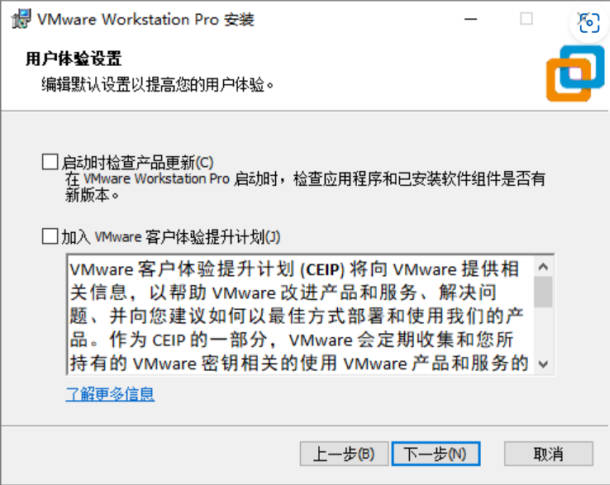 VMware Workstation Pro 安装
用户体验设置
编辑默认设置以提高您的用户体验。
启动时检查产品更新(C)
在 VMware Workstation Pro 启动时，检查应用程序和已安装软件组件是否有
新版本。
加入 VMware 客户体验提升计划(J)
VMware 客户体验提升计划 (CEIP) 将向 VMware 提供相
关信息，以帮助 VMware 改进产品和服务、解决问
题、并向您建议如何以最佳方式部署和使用我们的产
品。作为 CEIP 的一部分，VMware 会定期收集和您所
持有的 VMware 密钥相关的使用 VMware 产品和服务的
了解更多信息
上一步(B) 下一步(N) 取消